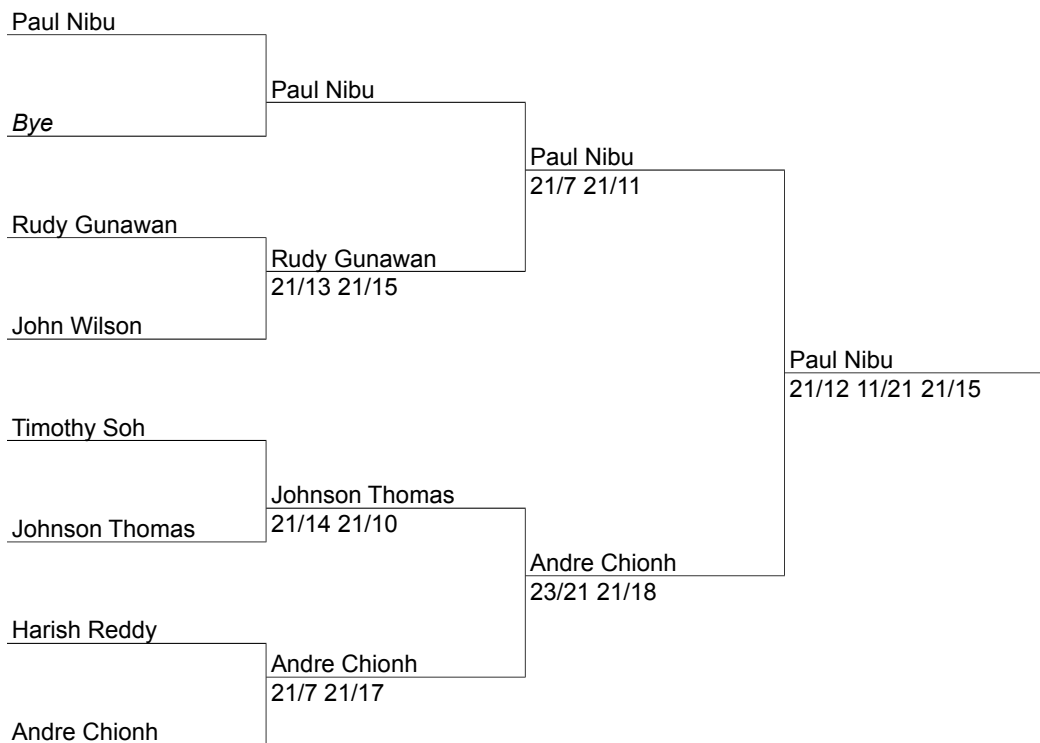 Paul Nibu
Paul Nibu
Bye
Paul Nibu
21/7 21/11
Rudy Gunawan
Rudy Gunawan
21/13 21/15
John Wilson
Paul Nibu
21/12 11/21 21/15
Timothy Soh
Johnson Thomas
21/14 21/10
Johnson Thomas
Andre Chionh
23/21 21/18
Harish Reddy
Andre Chionh
21/7 21/17
Andre Chionh